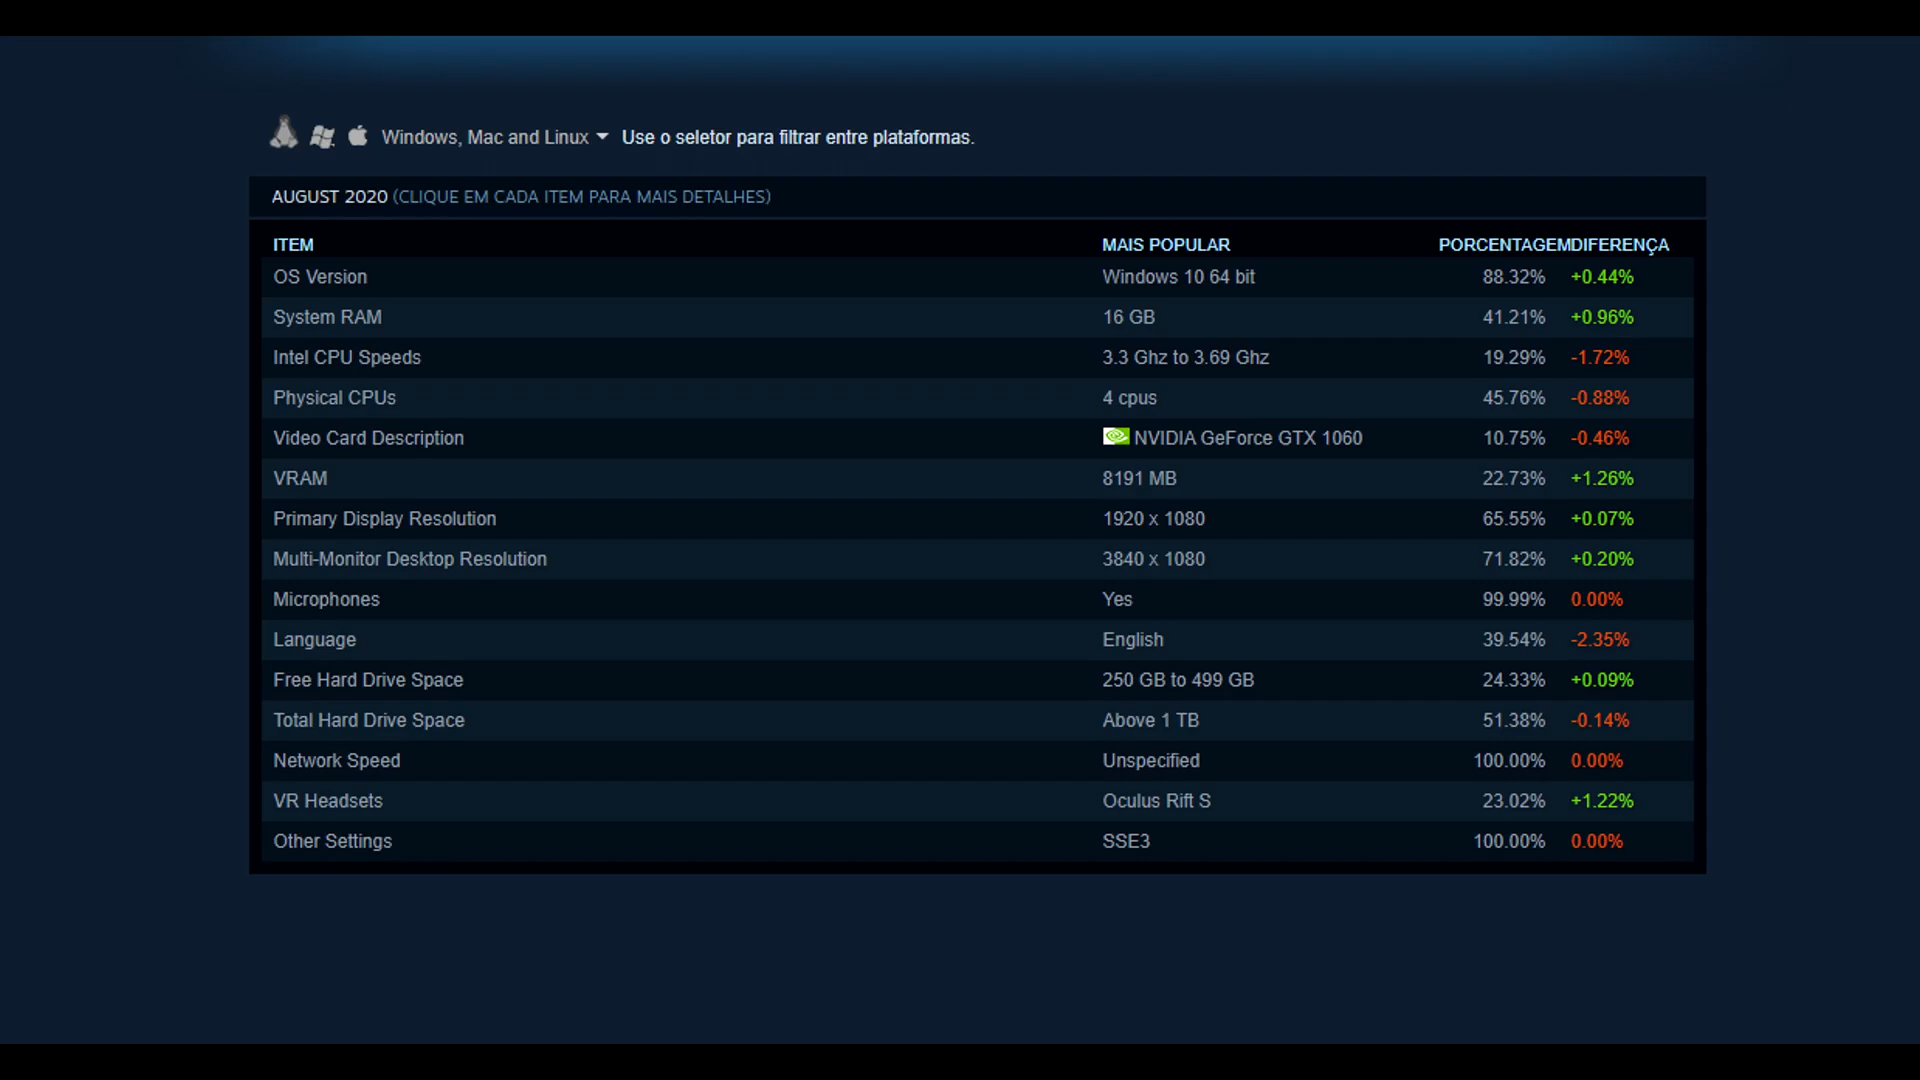 Windows, Mac and Linux Use o seletor para filtrar entre plataformas.
AUGUST 2020 (CLIQUE EM CADA ITEM PARA MAIS DETALHES)
ITEM MAIS POPULAR PORCENTAGEMDIFERENÇA
OS Version Windows 10 64 bit 88.32% +0.44%
System RAM 16 GB 41.21% +0.96%
Intel CPU Speeds 3.3 Ghz to 3.69 Ghz 19.29% -1.72%
Physical CPUs 4 cpus 45.76% -0.88%
Video Card Description NVIDIA GeForce GTX 1060 10.75% -0.46%
VRAM 8191 MB 22.73% +1.26%
Primary Display Resolution 1920 x 1080 65.55% +0.07%
Multi-Monitor Desktop Resolution 3840 x 1080 71.82% +0.20%
Microphones Yes 99.99% 0.00%
Language English 39.54% -2.35%
Free Hard Drive Space 250 GB to 499 GB 24.33% +0.09%
Total Hard Drive Space Above 1 TB 51.38% -0.14%
Network Speed Unspecified 100.00% 0.00%
VR Headsets Oculus Rift S 23.02% +1.22%
Other Settings SSE3 100.00% 0.00%